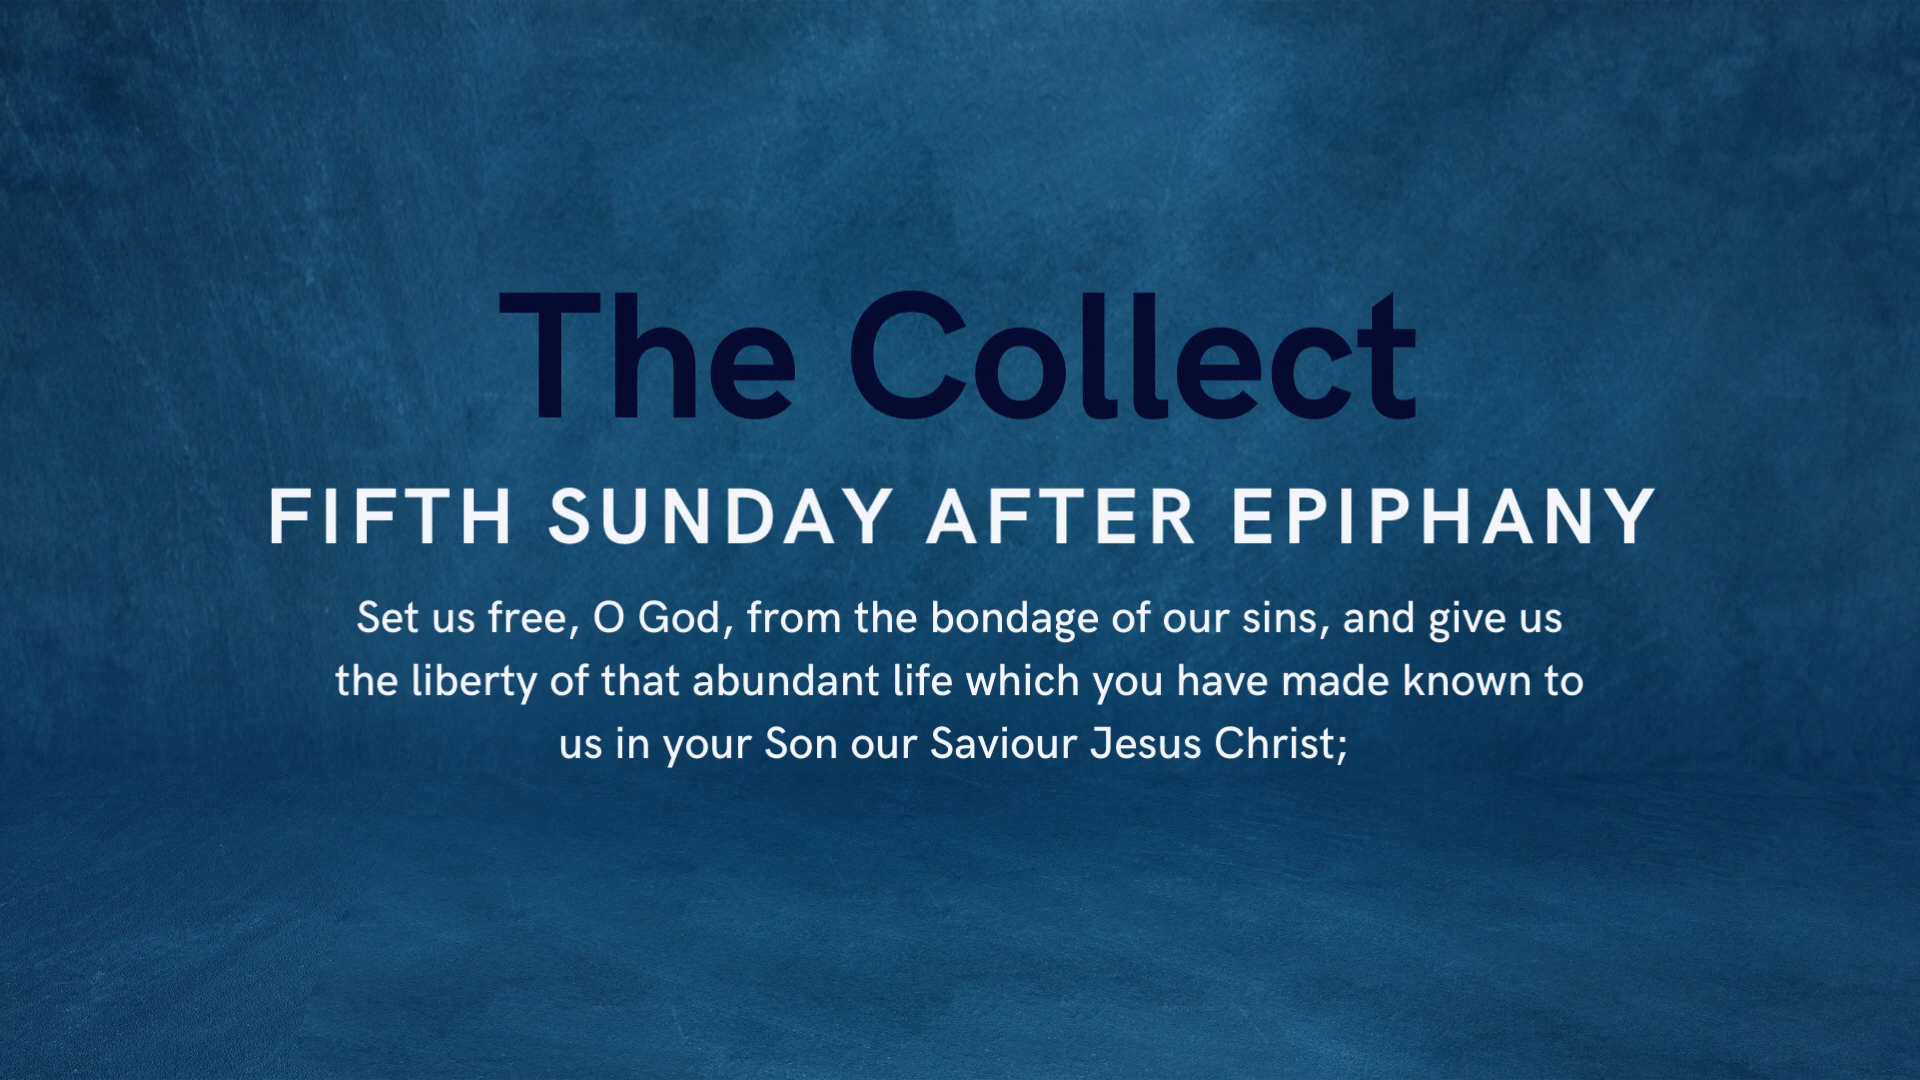 The Collect
FIFTH SUNDAY AFTER EPIPHANY
Set us free, O God, from the bondage of our sins, and give us
the liberty of that abundant life which you have made known to
us in your Son our Saviour Jesus Christ;